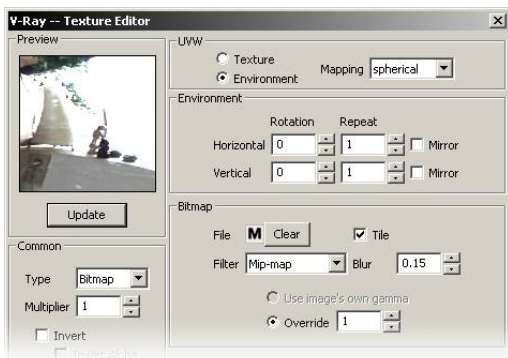 V-Ray -- Texture Editor
Preview
Update
Common
Type Bitmap
Multiplier 1
Invert
Invert Alpha
UVW
Texture
Environment
Mapping spherical
Environment
Rotation Repeat
Horizontal 0 1 Mirror
Vertical 0 1 Mirror
Bitmap
File M Clear Tile
Filter Mip-map Blur 0.15
Use image's own gamma
Override 1